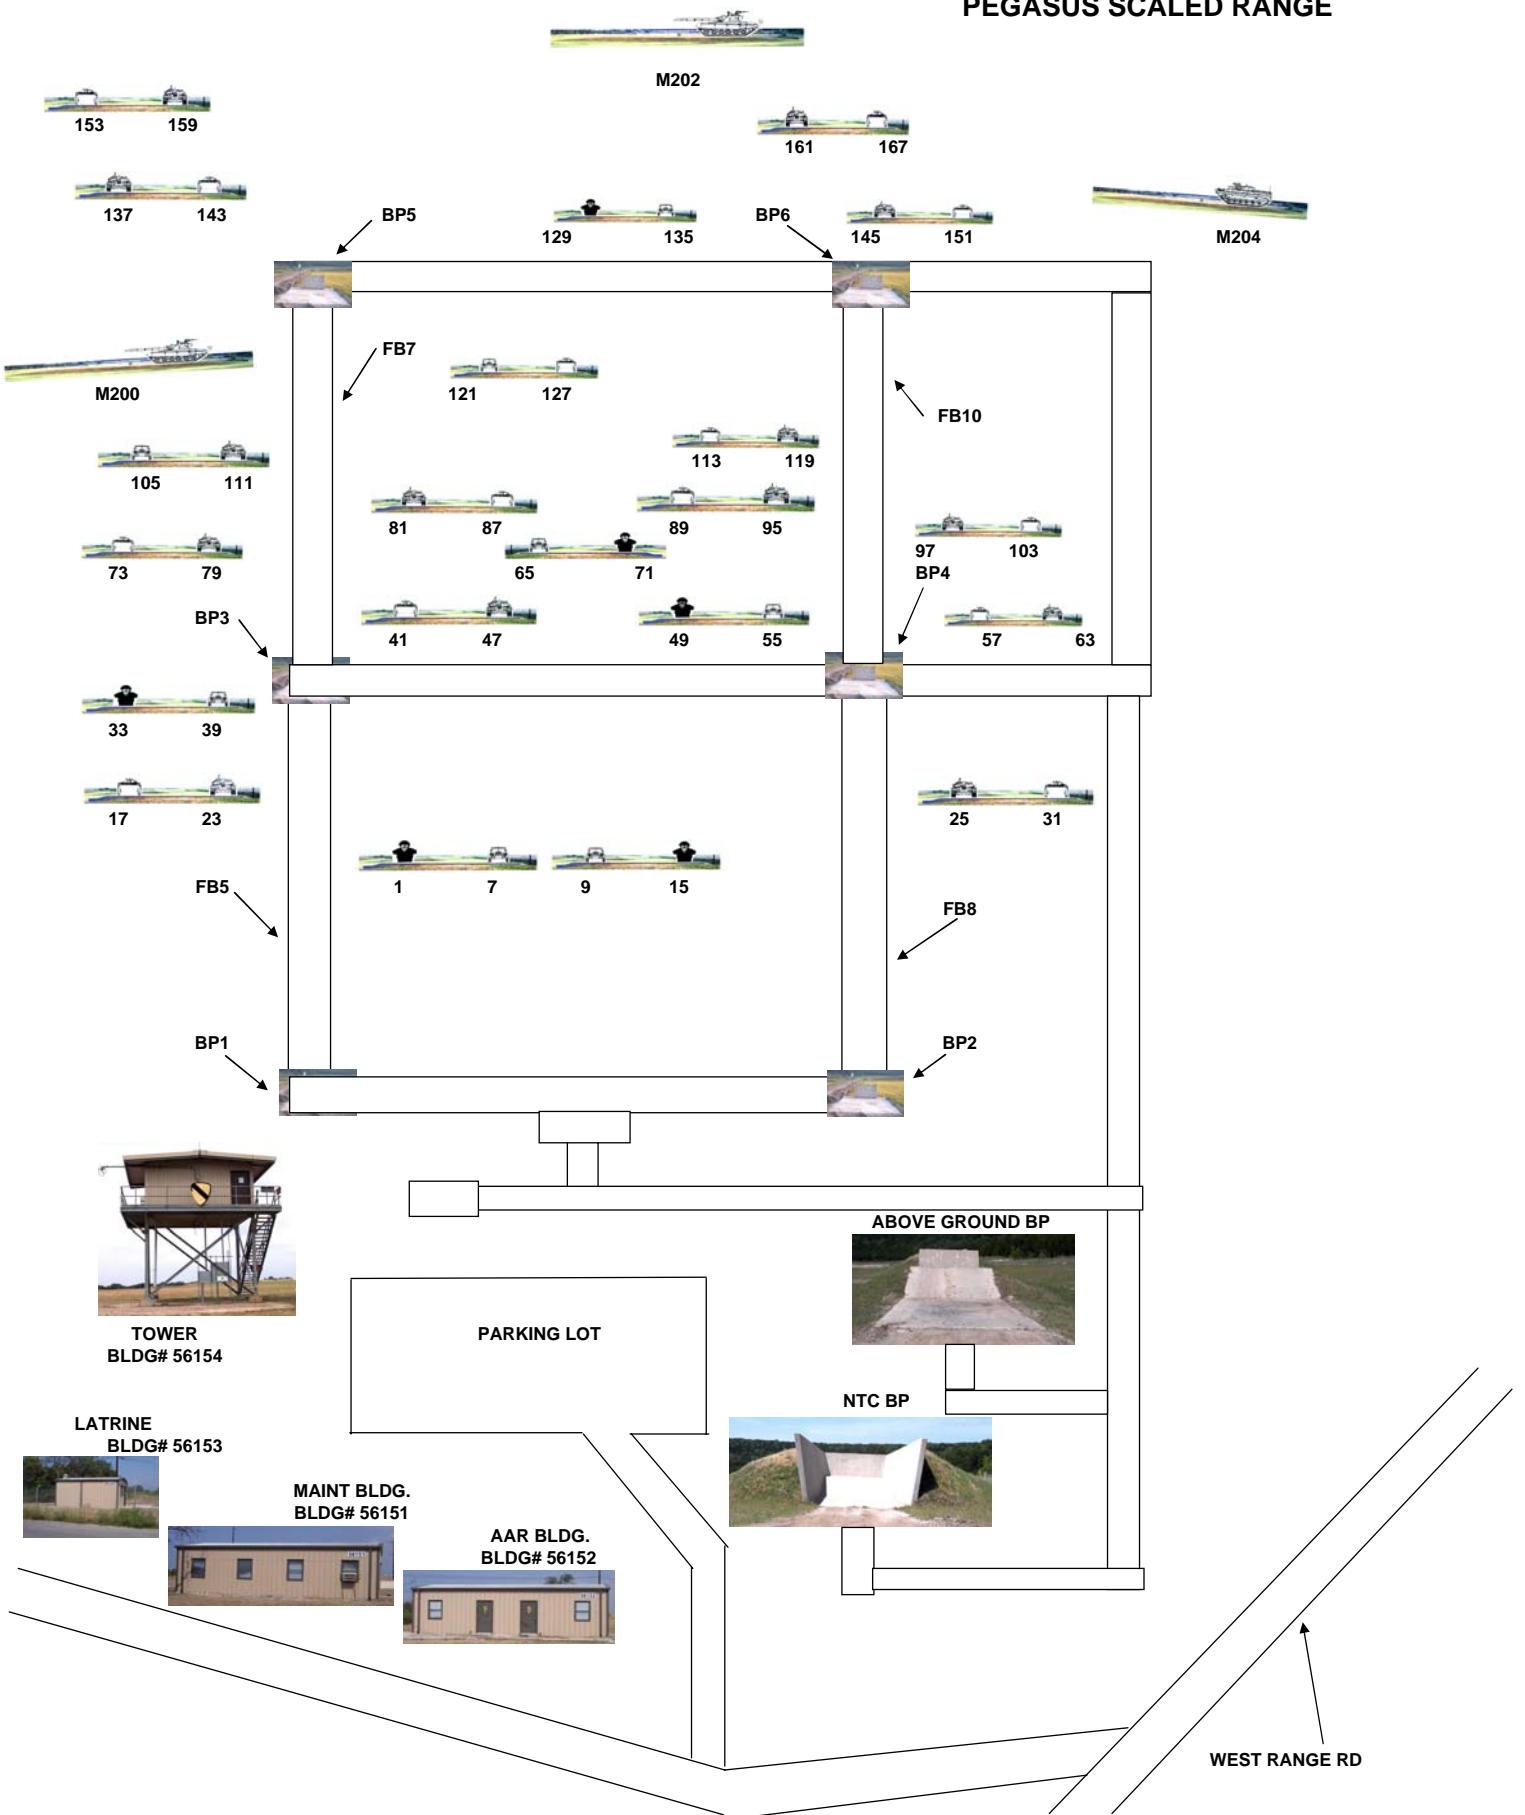 PEGASUS SCALED RANGE
M202
153 159
161 167
137 143
BP5
129 135
BP6
145 151
M204
M200
FB7
121 127
FB10
105 111
113 119
81 87
89 95
97 103
73 79
65 71
BP4
BP3
41 47
49 55
57 63
33 39
17 23
25 31
1 7
9 15
FB5
FB8
BP1
BP2
ABOVE GROUND BP
TOWER
BLDG# 56154
PARKING LOT
NTC BP
LATRINE
BLDG# 56153
MAINT BLDG.
BLDG# 56151
AAR BLDG.
BLDG# 56152
WEST RANGE RD